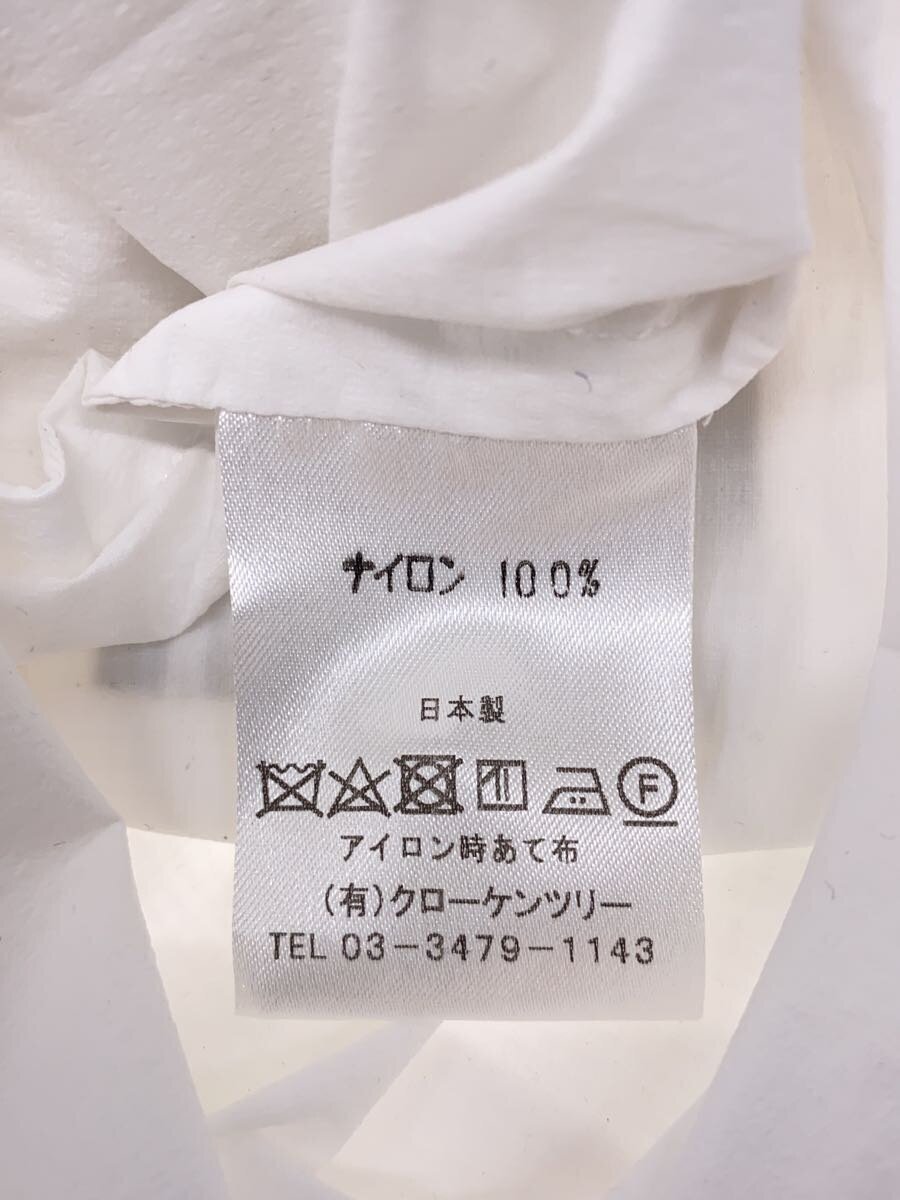 ナイロン 100%
日本製
F
アイロン時あて布
(有)クローケンツリー
TEL 03-3479-1143